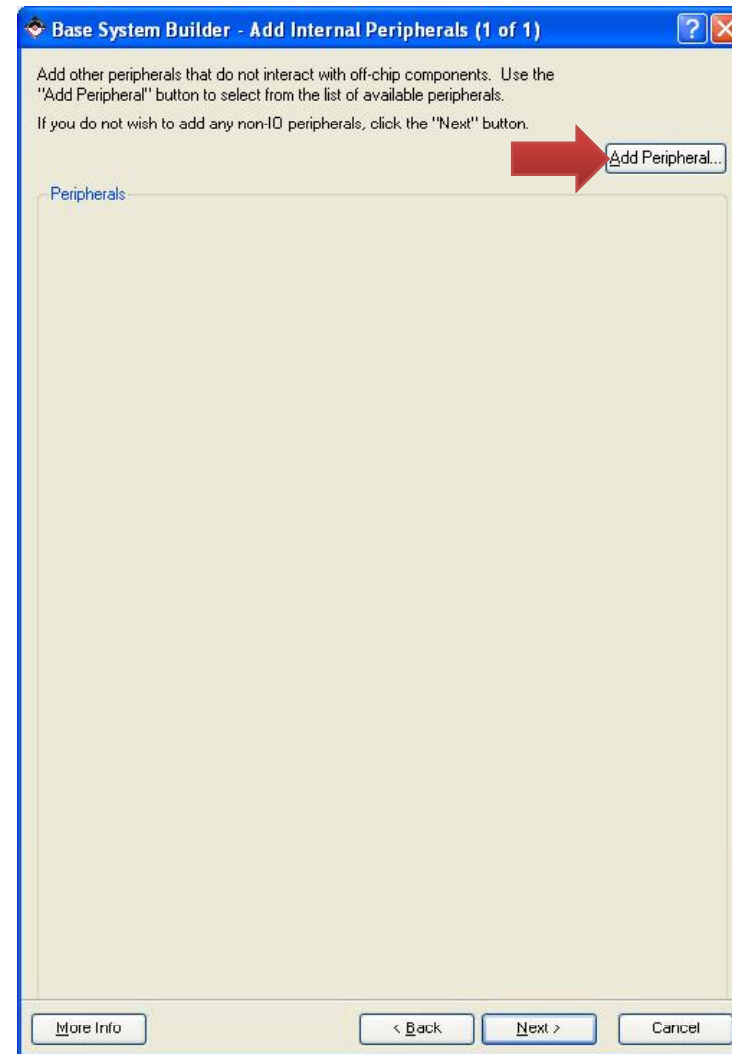 Base System Builder - Add Internal Peripherals (1 of 1)
Add other peripherals that do not interact with off-chip components. Use the
"Add Peripheral" button to select from the list of available peripherals.
If you do not wish to add any non-IO peripherals, click the "Next" button.
Add Peripheral...
Peripherals
More Info
< Back
Next >
Cancel